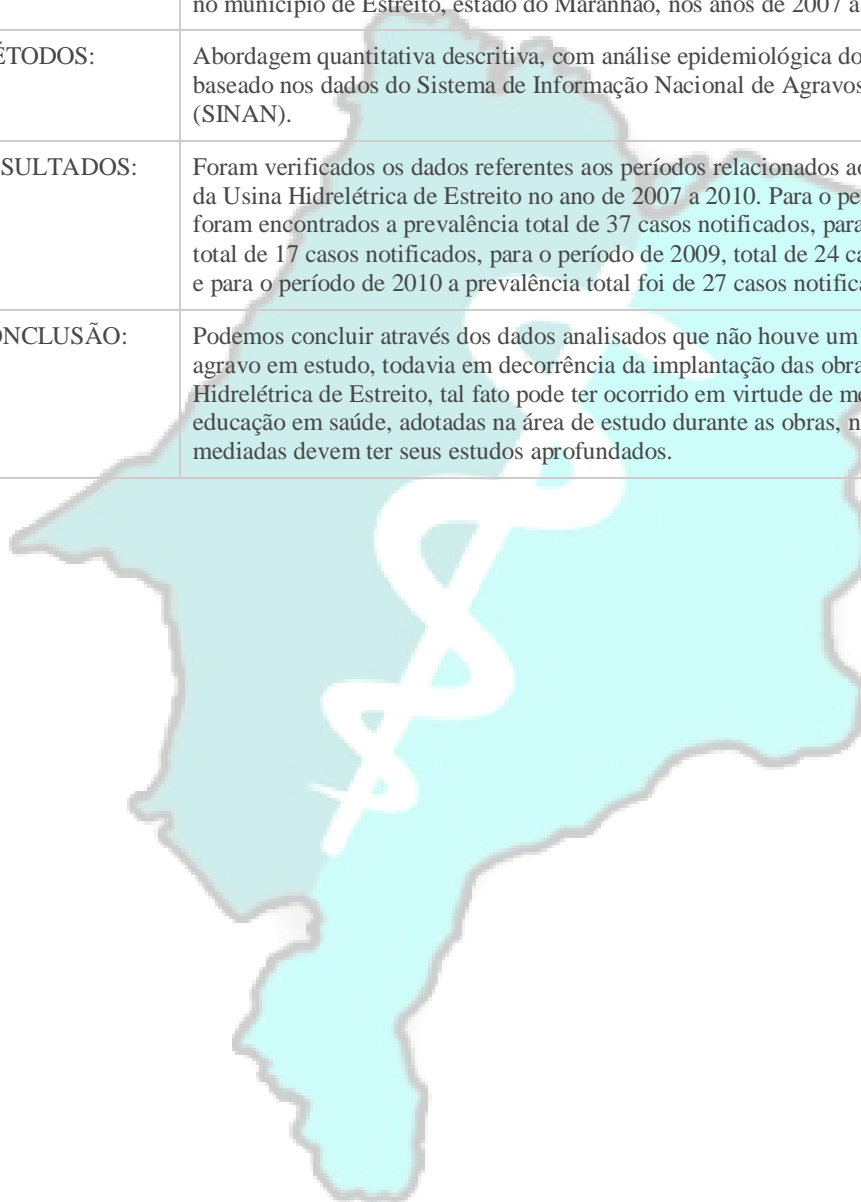 no município de Estreito, estado do Maranhão, nos anos de 2007 a
ÉTODOS: Abordagem quantitativa descritiva, com análise epidemiológica do
baseado nos dados do Sistema de Informação Nacional de Agravos
(SINAN).
SULTADOS: Foram verificados os dados referentes aos períodos relacionados ao
da Usina Hidrelétrica de Estreito no ano de 2007 a 2010. Para o pe
foram encontrados a prevalência total de 37 casos notificados, para
total de 17 casos notificados, para o período de 2009, total de 24 ca
e para o período de 2010 a prevalência total foi de 27 casos notifica
ONCLUSÃO: Podemos concluir através dos dados analisados que não houve um
agravo em estudo, todavia em decorrência da implantação das obra
Hidrelétrica de Estreito, tal fato pode ter ocorrido em virtude de me
educação em saúde, adotadas na área de estudo durante as obras, n
mediadas devem ter seus estudos aprofundados.